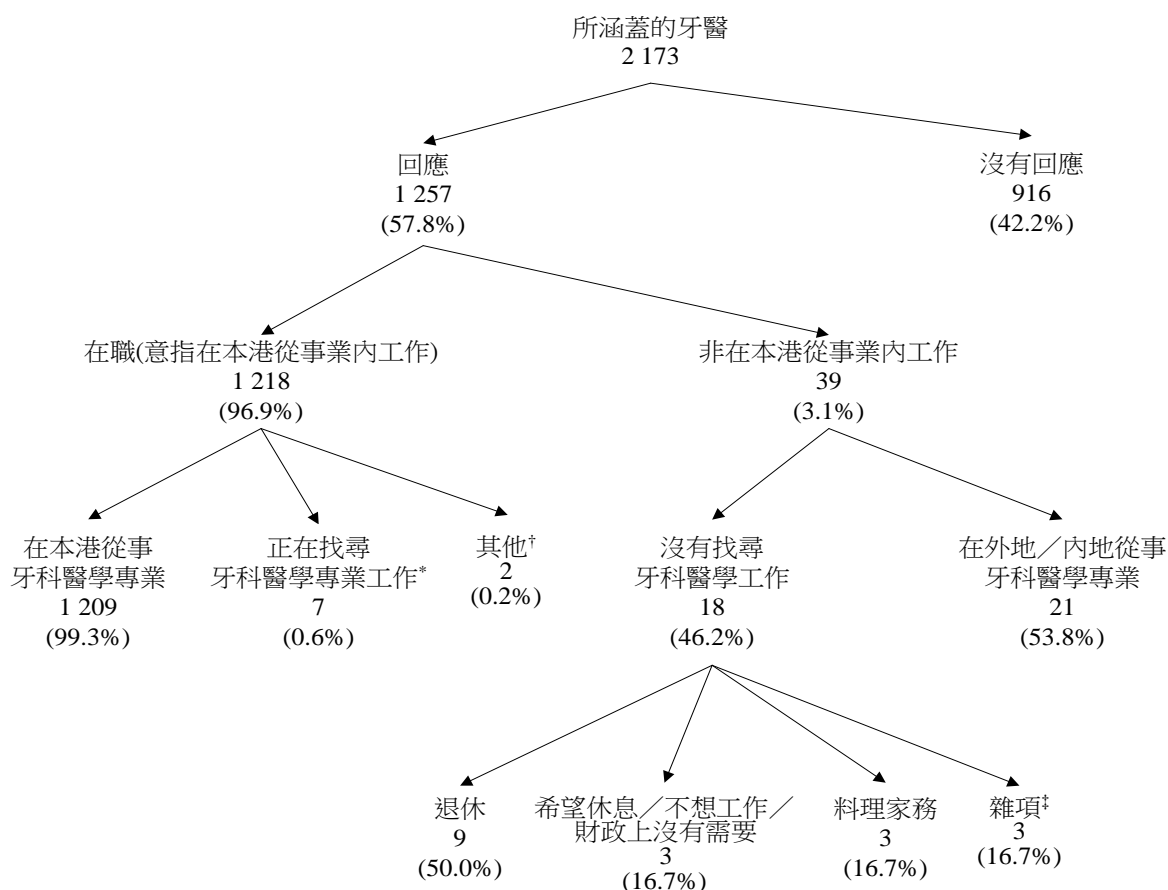 所涵蓋的牙醫
2 173
回應
1 257
(57.8%)
沒有回應
916
(42.2%)
在職(意指在本港從事業內工作)
1 218
(96.9%)
非在本港從事業內工作
39
(3.1%)
在本港從事
牙科醫學專業
1 209
(99.3%)
正在找尋
牙科醫學專業工作*
7
(0.6%)
其他†
2
(0.2%)
沒有找尋
牙科醫學工作
18
(46.2%)
在外地／內地從事
牙科醫學專業
21
(53.8%)
退休
9
(50.0%)
希望休息／不想工作／
財政上沒有需要
3
(16.7%)
料理家務
3
(16.7%)
雜項‡
3
(16.7%)